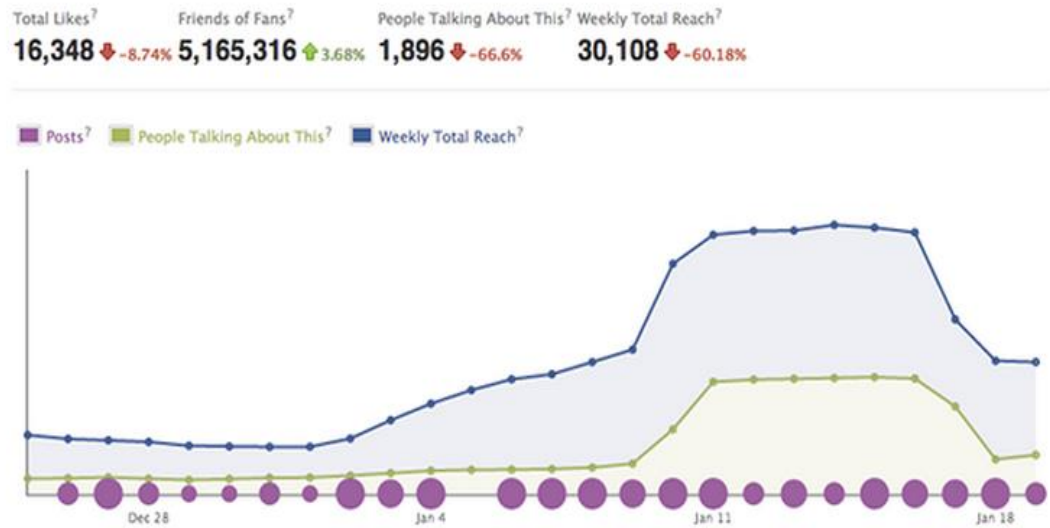 Total Likes? Friends of Fans? People Talking About This? Weekly Total Reach?
16,348 -8.74% 5,165,316 3.68% 1,896 -66.6% 30,108 -60.18%
Posts? People Talking About This? Weekly Total Reach?
Dec 28 Jan 4 Jan 11 Jan 18